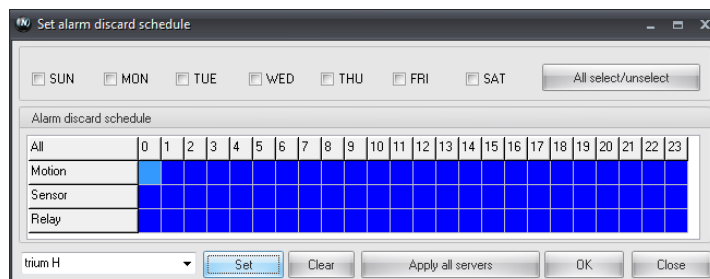 Set alarm discard schedule
SUN MON TUE WED THU FRI SAT All select/unselect
Alarm discard schedule
All 0 1 2 3 4 5 6 7 8 9 10 11 12 13 14 15 16 17 18 19 20 21 22 23
Motion
Sensor
Relay
trium H Set Clear Apply all servers OK Close